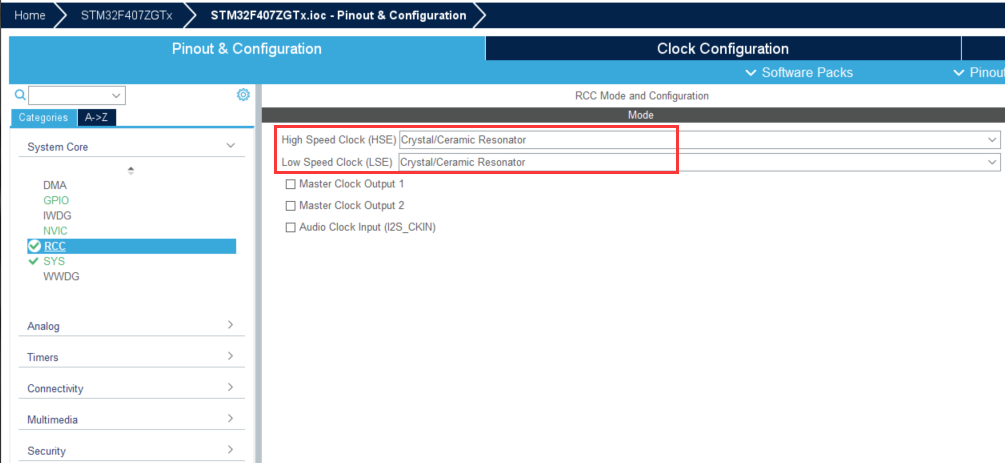 Home STM32F407ZGTx STM32F407ZGTx.ioc - Pinout & Configuration
Pinout & Configuration Clock Configuration
Software Packs Pinout
Categories A->Z
RCC Mode and Configuration
Mode
System Core
DMA
GPIO
IWDG
NVIC
RCC
SYS
WWDG
Analog
Timers
Connectivity
Multimedia
Security
High Speed Clock (HSE) Crystal/Ceramic Resonator
Low Speed Clock (LSE) Crystal/Ceramic Resonator
Master Clock Output 1
Master Clock Output 2
Audio Clock Input (I2S_CKIN)